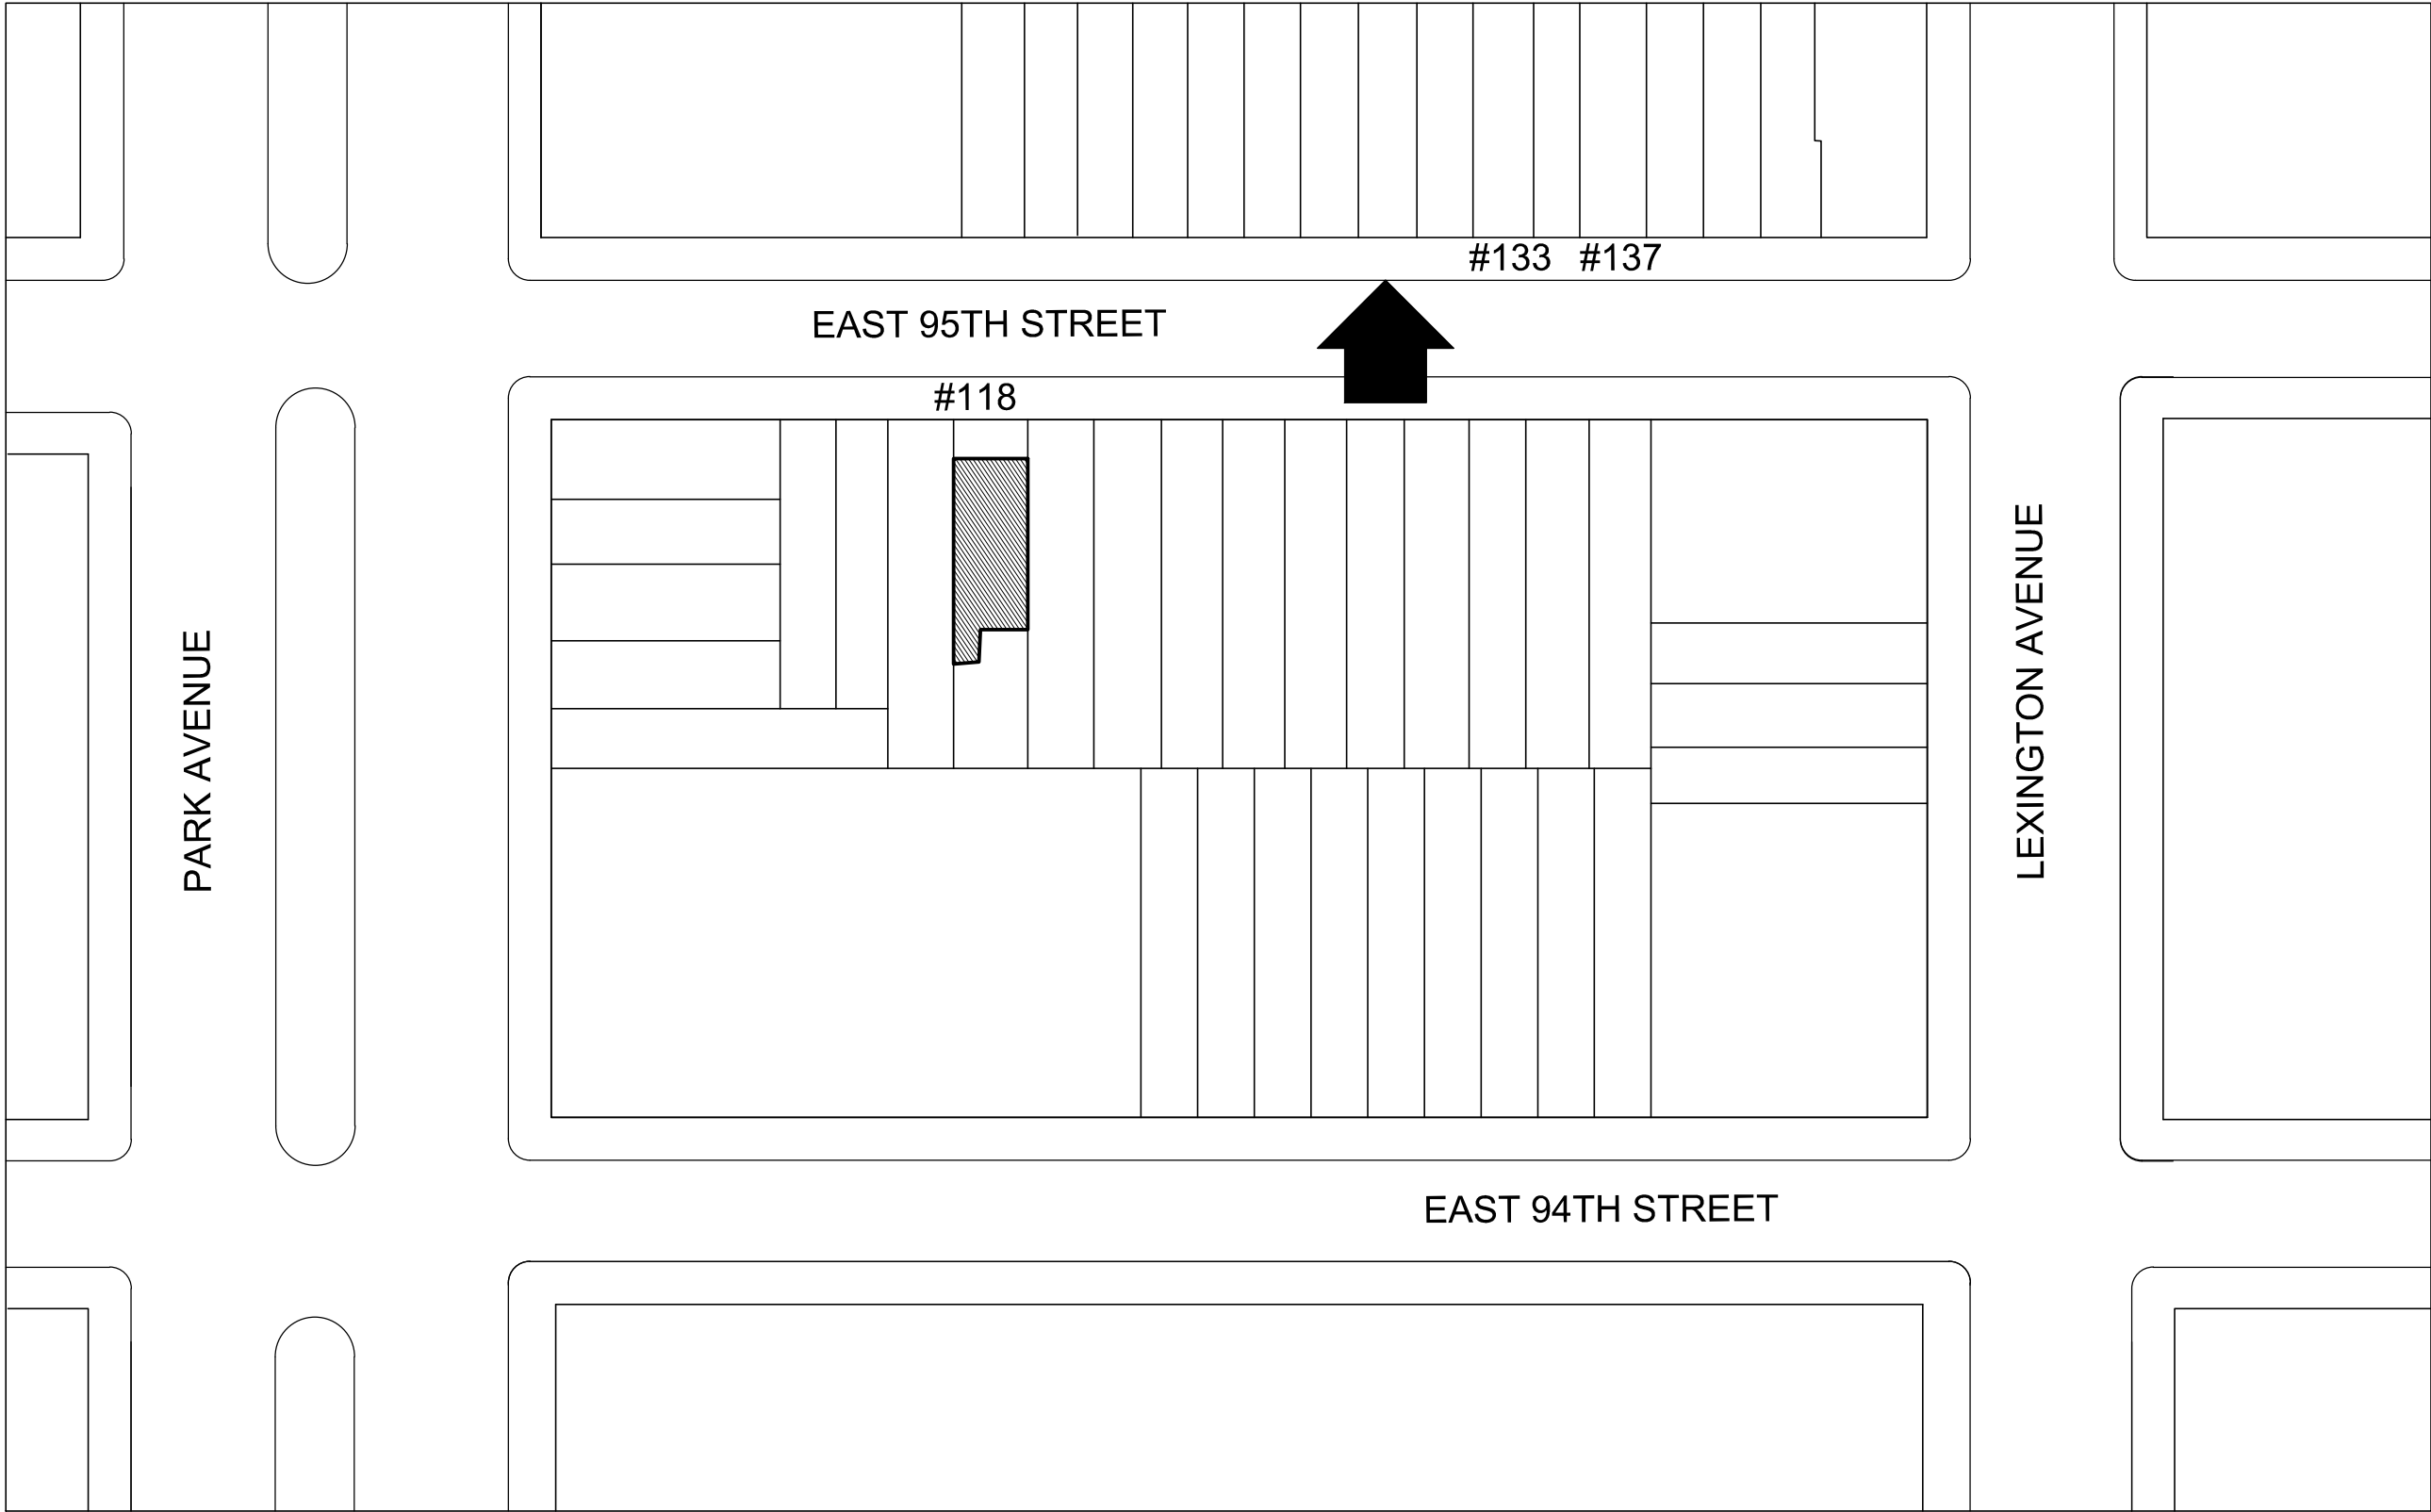 #133 #137
EAST 95TH STREET
#118
PARK AVENUE
LEXINGTON AVENUE
EAST 94TH STREET